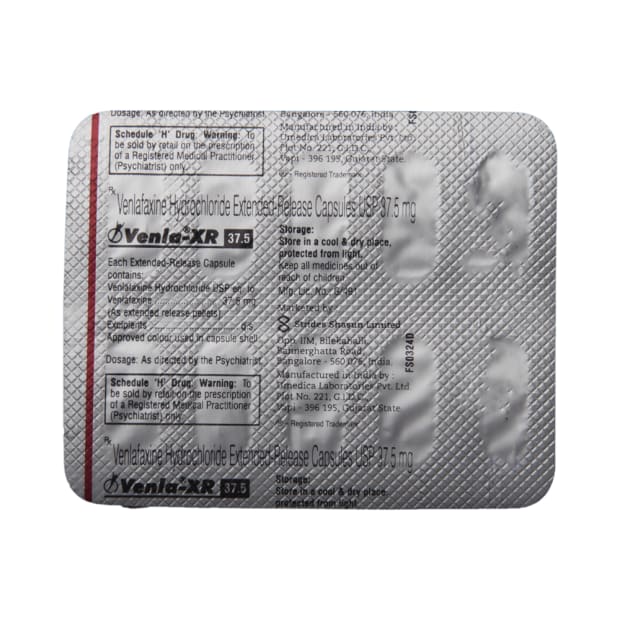 Dosage: As directed by the Psychiatrist
Schedule 'H' Drug Warning: To
be sold by retail on the prescription
of a Registered Medical Practitioner
(Psychiatrist) only.
Rx
Venlafaxine Hydrochloride Extended-Release Capsules USP 37.5 mg
Venla®-XR 37.5
Each Extended-Release Capsule
contains:
Venlafaxine Hydrochloride USP eq. to
Venlafaxine ................. 37.5 mg
(As extended release pellets)
Excipients ................. q.s.
Approved colour used in capsule shell
Dosage: As directed by the Psychiatrist
Schedule 'H' Drug Warning: To
be sold by retail on the prescription
of a Registered Medical Practitioner
(Psychiatrist) only.
Rx
Venlafaxine Hydrochloride Extended-Release Capsules USP 37.5 mg
Venla®-XR 37.5
Bangalore - 560 076, India.
Manufactured in India by
Umedica Laboratories Pvt. Ltd.
Plot No. 221, G.I.D.C.,
Vapi - 396 195, Gujarat State.
® - Registered Trademark
Storage:
Store in a cool & dry place,
protected from light.
Keep all medicines out of
reach of children.
Mfg. Lic. No.: G/491
Marketed by
Strides Shasun Limited
Opp. IIM, Bilekahalli,
Bannerghatta Road,
Bangalore - 560 076, India.
Manufactured in India by :
Umedica Laboratories Pvt. Ltd.
Plot No. 221, G.I.D.C.,
Vapi - 396 195, Gujarat State.
® - Registered Trademark
Storage:
Store in a cool & dry place,
protected from light.
FS0324D